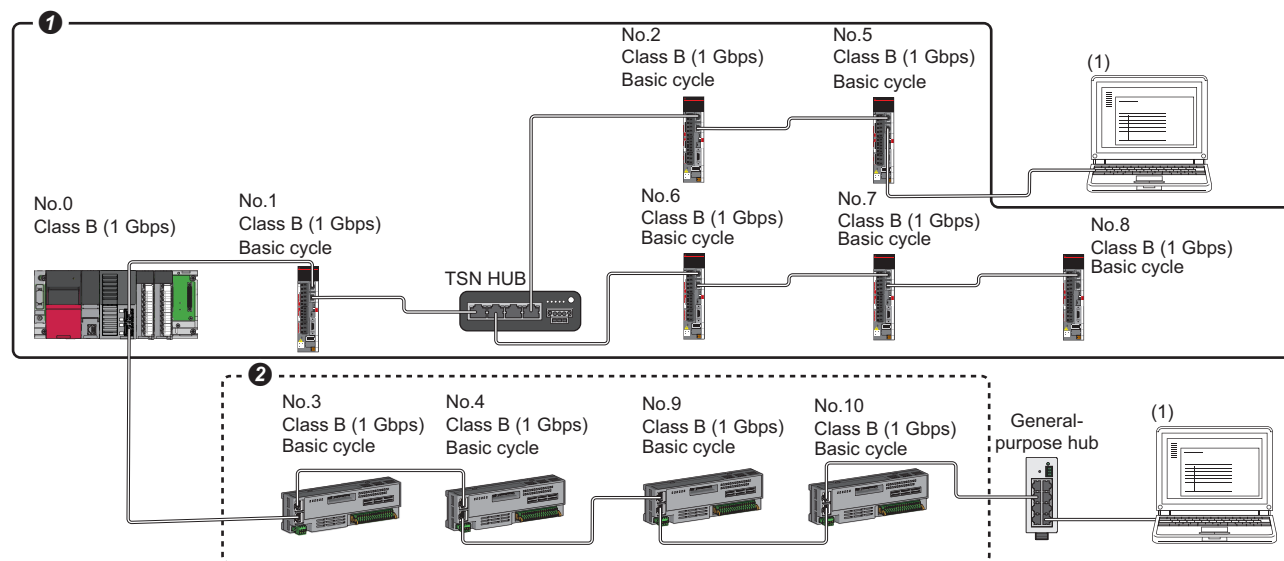 1
No.2
Class B (1 Gbps)
Basic cycle
No.5
Class B (1 Gbps)
Basic cycle
(1)
No.0
Class B (1 Gbps)
No.1
Class B (1 Gbps)
Basic cycle
TSN HUB
No.6
Class B (1 Gbps)
Basic cycle
No.7
Class B (1 Gbps)
Basic cycle
No.8
Class B (1 Gbps)
Basic cycle
2
No.3
Class B (1 Gbps)
Basic cycle
No.4
Class B (1 Gbps)
Basic cycle
No.9
Class B (1 Gbps)
Basic cycle
No.10
Class B (1 Gbps)
Basic cycle
General-
purpose hub
(1)